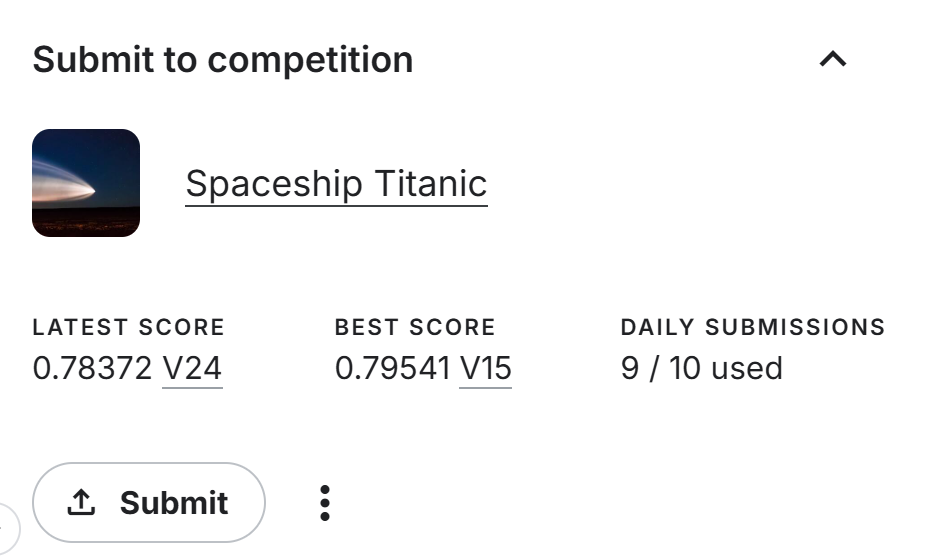 Submit to competition
Spaceship Titanic
LATEST SCORE BEST SCORE DAILY SUBMISSIONS
0.78372 V24 0.79541 V15 9 / 10 used
Submit